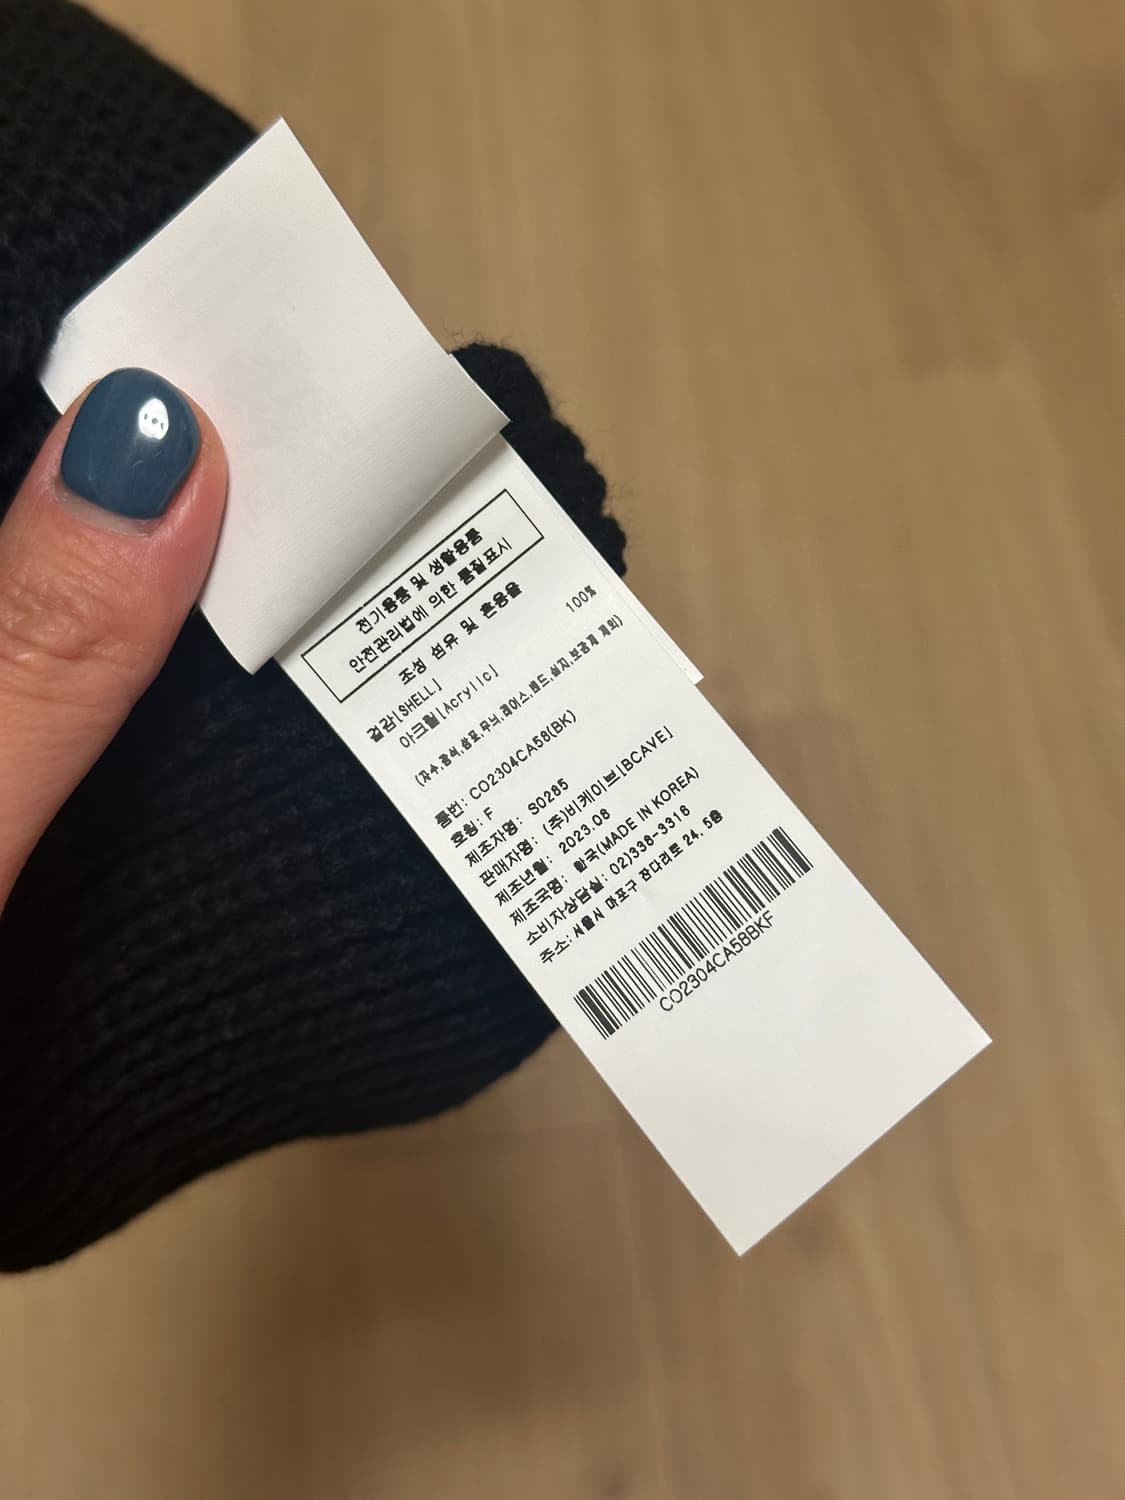 전기용품 및 생활용품
안전관리법에 의한 품질표시
조성 섬유 및 혼용율
겉감[SHELL]
아크릴[Acrylic] 100%
(자수,장식,상표,무늬,레이스,밴드,심지,보강재 제외)
품번: CO2304CA58(BK)
호칭: F
제조자명: S0265
판매자명: (주)비케이브[BCAVE]
제조년월: 2023.08
제조국명: 한국(MADE IN KOREA)
소비자상담실: 02)338-3316
주소: 서울시 마포구 잔다리로 24, 5층
CO2304CA58BKF